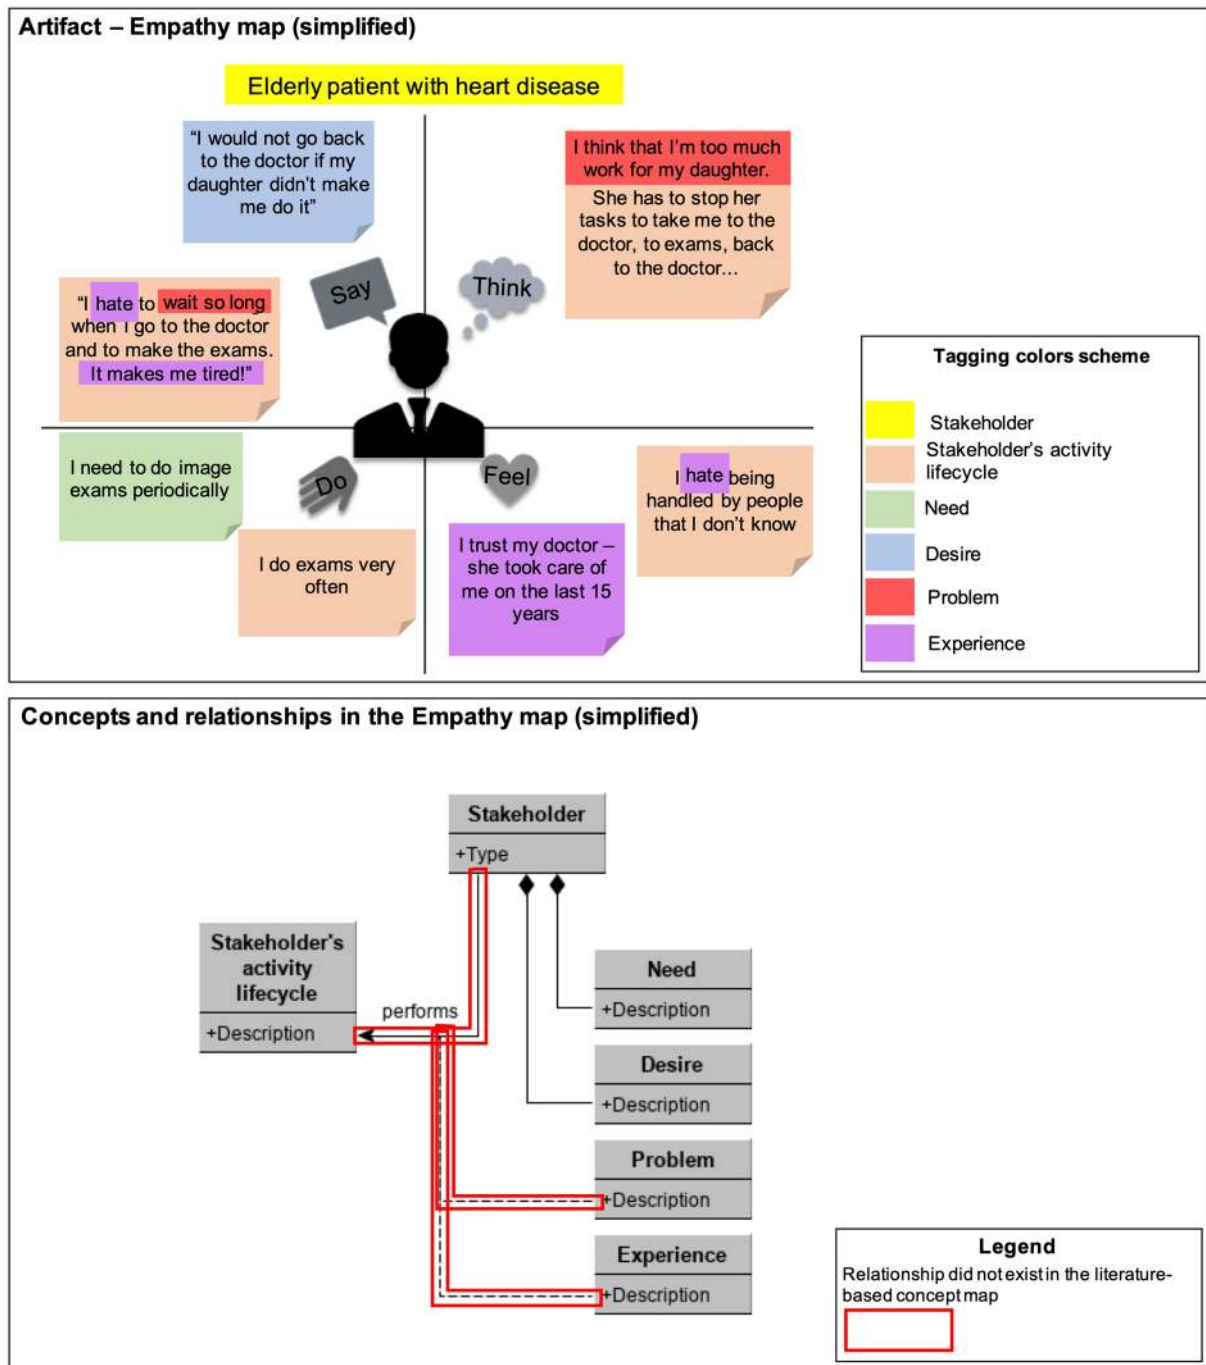 Artifact – Empathy map (simplified)
Elderly patient with heart disease
“I would not go back
to the doctor if my
daughter didn’t make
me do it”
I think that I’m too much
work for my daughter.
She has to stop her
tasks to take me to the
doctor, to exams, back
to the doctor…
Say
Think
“I hate to wait so long
when I go to the doctor
and to make the exams.
It makes me tired!”
I need to do image
exams periodically
Do
Feel
I hate being
handled by people
that I don’t know
I do exams very
often
I trust my doctor –
she took care of
me on the last 15
years
Tagging colors scheme
Stakeholder
Stakeholder’s activity
lifecycle
Need
Desire
Problem
Experience
Concepts and relationships in the Empathy map (simplified)
Stakeholder
+Type
Stakeholder's
activity
lifecycle
+Description
performs
Need
+Description
Desire
+Description
Problem
+Description
Experience
+Description
Legend
Relationship did not exist in the literature-
based concept map